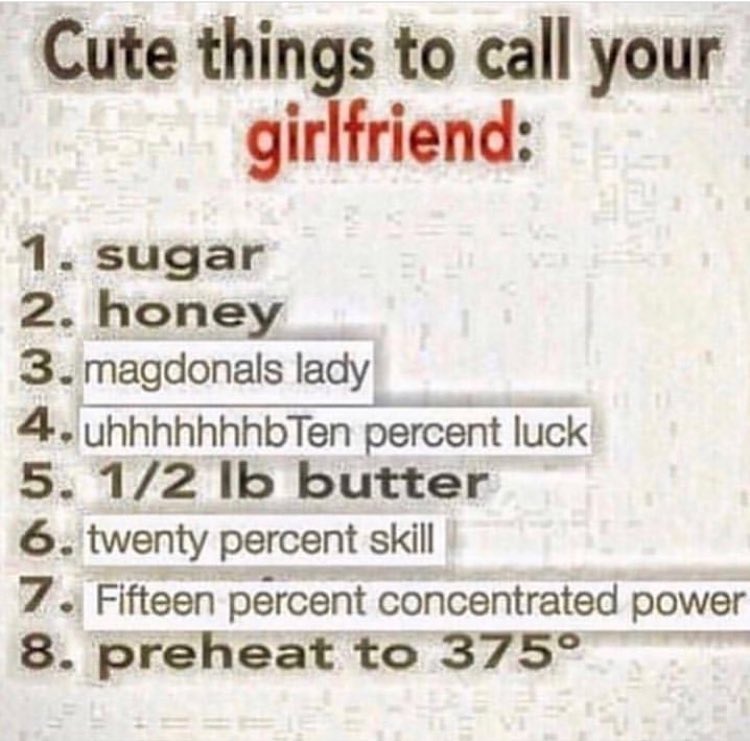 Cute things to call your
girlfriend:
1. sugar
2. honey
3. magdonals lady
4. uhhhhhhhhbTen percent luck
5. 1/2 lb butter
6. twenty percent skill
7. Fifteen percent concentrated power
8. preheat to 375°